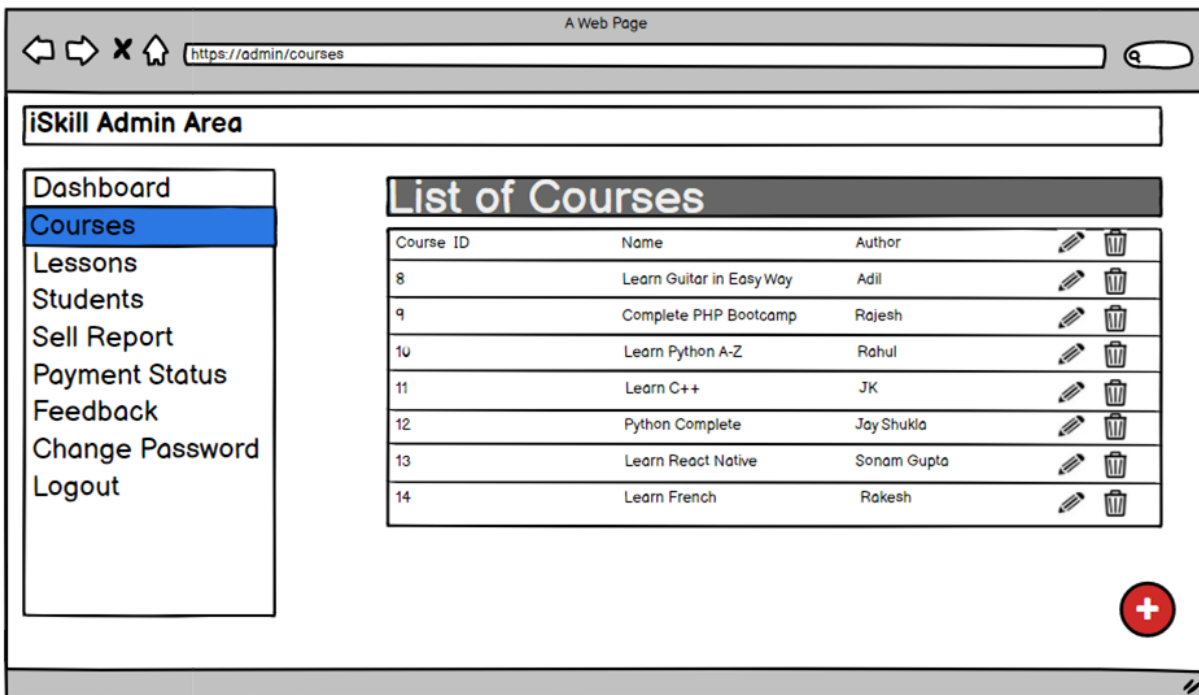 A Web Page
https://admin/courses
iSkill Admin Area
Dashboard
Courses
Lessons
Students
Sell Report
Payment Status
Feedback
Change Password
Logout
List of Courses
Course ID Name Author
8 Learn Guitar in Easy Way Adil
9 Complete PHP Bootcamp Rajesh
10 Learn Python A-Z Rahul
11 Learn C++ JK
12 Python Complete Jay Shukla
13 Learn React Native Sonam Gupta
14 Learn French Rakesh